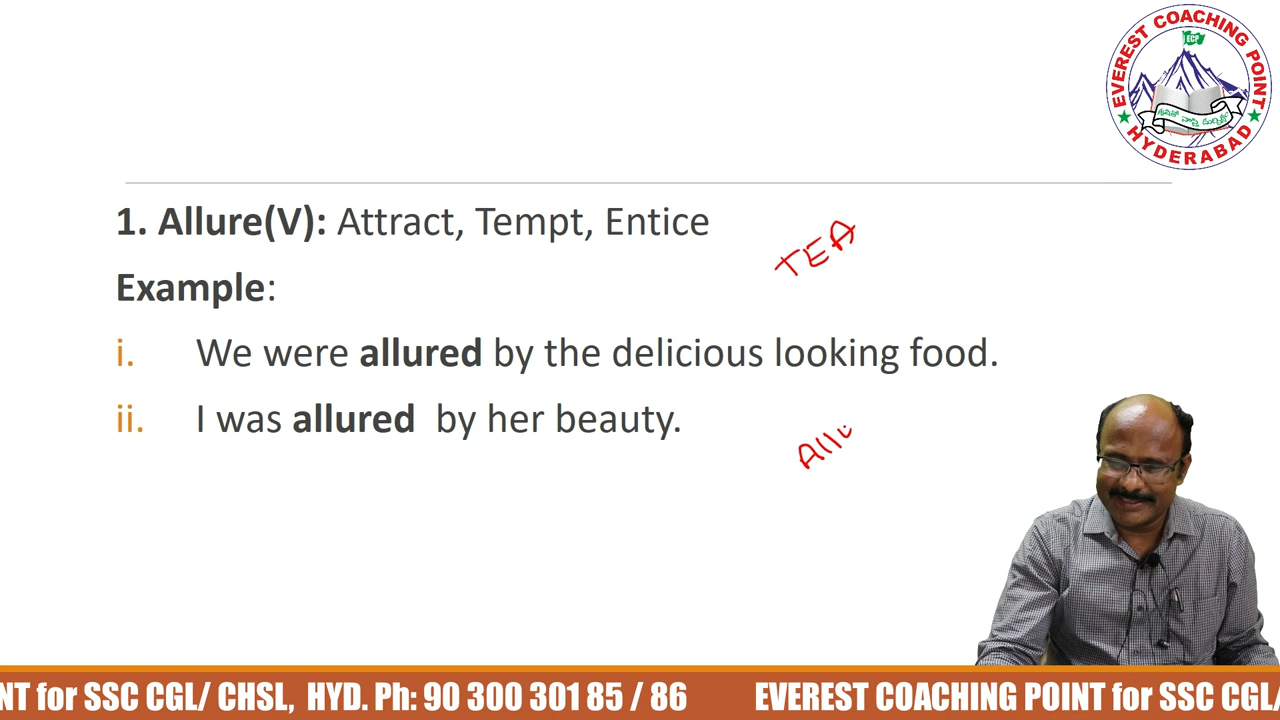 EVEREST COACHING POINT
ECP
HYDERABAD
1. Allure(V): Attract, Tempt, Entice
TEA
Example:
i. We were allured by the delicious looking food.
ii. I was allured by her beauty.
All
NT for SSC CGL/ CHSL, HYD. Ph: 90 300 301 85 / 86 EVEREST COACHING POINT for SSC CGL/